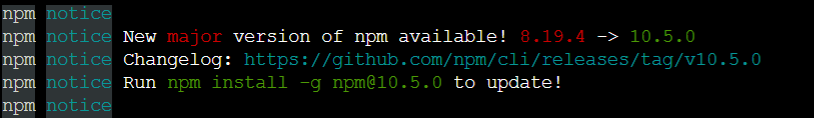 npm notice
npm notice New major version of npm available! 8.19.4 -> 10.5.0
npm notice Changelog: https://github.com/npm/cli/releases/tag/v10.5.0
npm notice Run npm install -g npm@10.5.0 to update!
npm notice